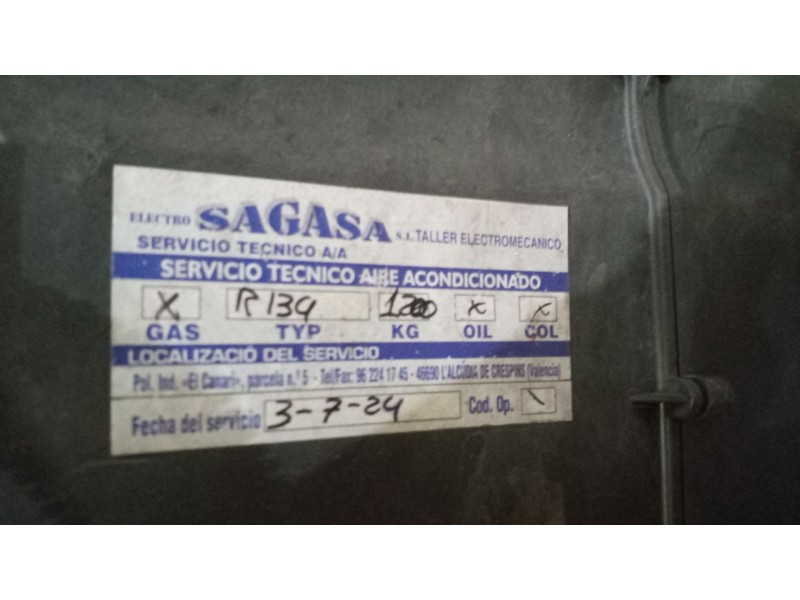 ELECTRO SAGASA S.L. TALLER ELECTROMECANICO
SERVICIO TECNICO A/A
SERVICIO TECNICO AIRE ACONDICIONADO
X R134 1200 X X
GAS TYP KG OIL COL
LOCALIZACIÓ DEL SERVICIO
Pol. Ind. «El Canari», parcela n.º 5 - Tel/Fax: 96 224 17 45 - 46690 L'ALCÚDIA DE CRESPINS (Valencia)
Fecha del servicio 3-7-24 Cod. Op. \